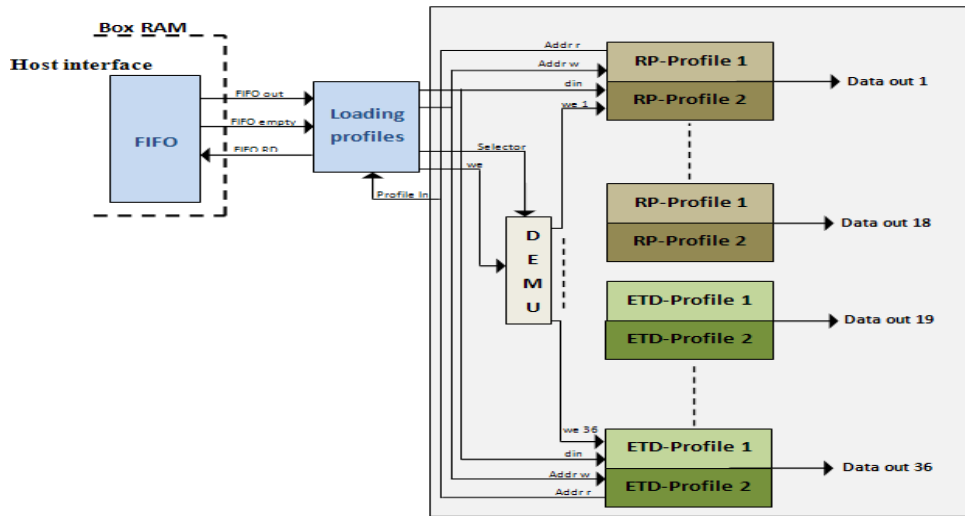 Box RAM
Host interface
FIFO
FIFO out
FIFO empty
FIFO RD
Loading
profiles
Selector
we
Profile In
Addr r
Addr w
din
we 1
D
E
M
U
RP-Profile 1
RP-Profile 2
Data out 1
RP-Profile 1
RP-Profile 2
Data out 18
ETD-Profile 1
ETD-Profile 2
Data out 19
we 36
din
Addr w
Addr r
ETD-Profile 1
ETD-Profile 2
Data out 36